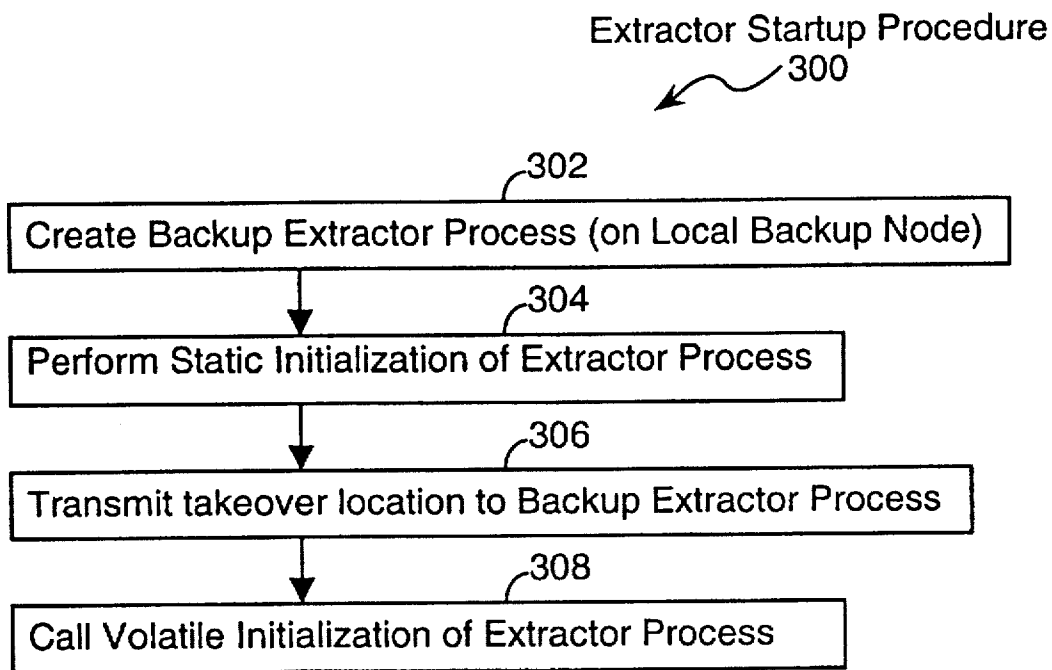 Extractor Startup Procedure
300
302
Create Backup Extractor Process (on Local Backup Node)
304
Perform Static Initialization of Extractor Process
306
Transmit takeover location to Backup Extractor Process
308
Call Volatile Initialization of Extractor Process